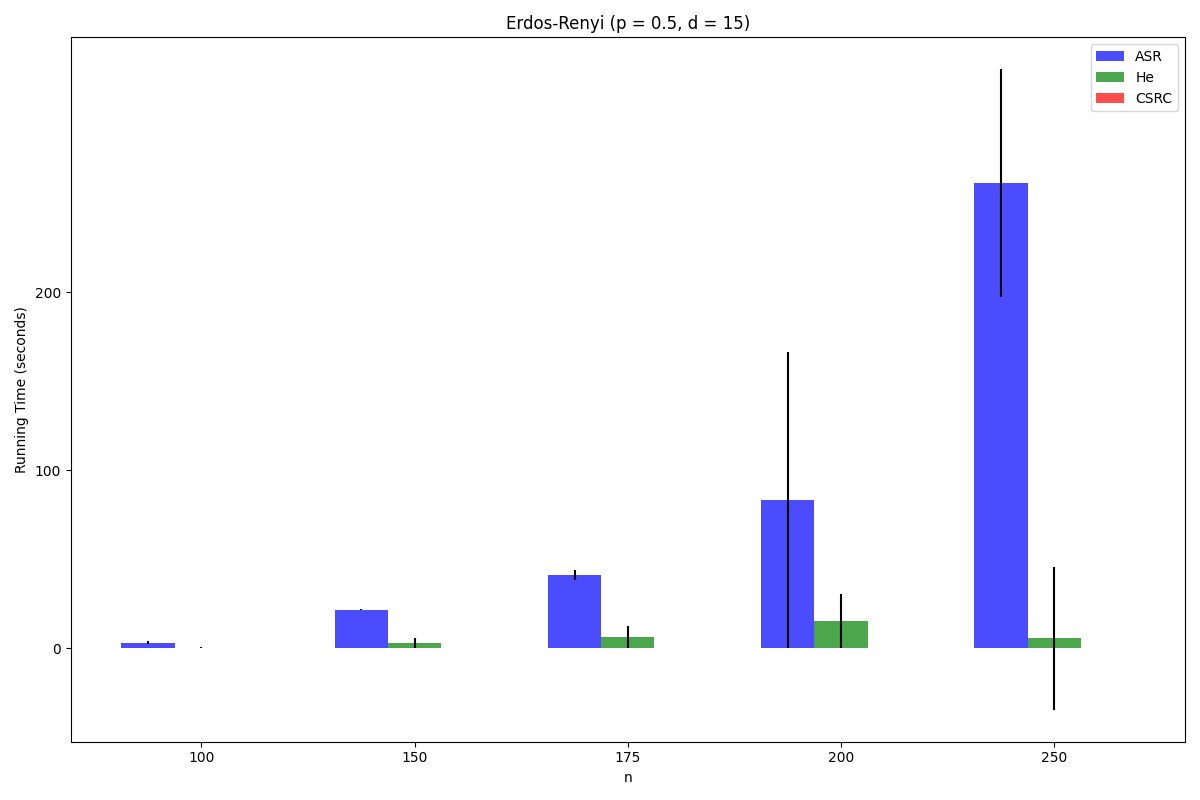 Erdos-Renyi (p = 0.5, d = 15)
ASR
He
CSRC
Running Time (seconds)
200
100
0
100
150
175
200
250
n